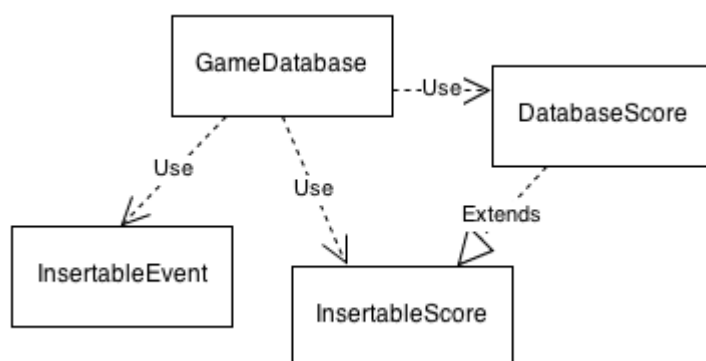 GameDatabase
Use
DatabaseScore
Use
Use
Extends
InsertableEvent
InsertableScore